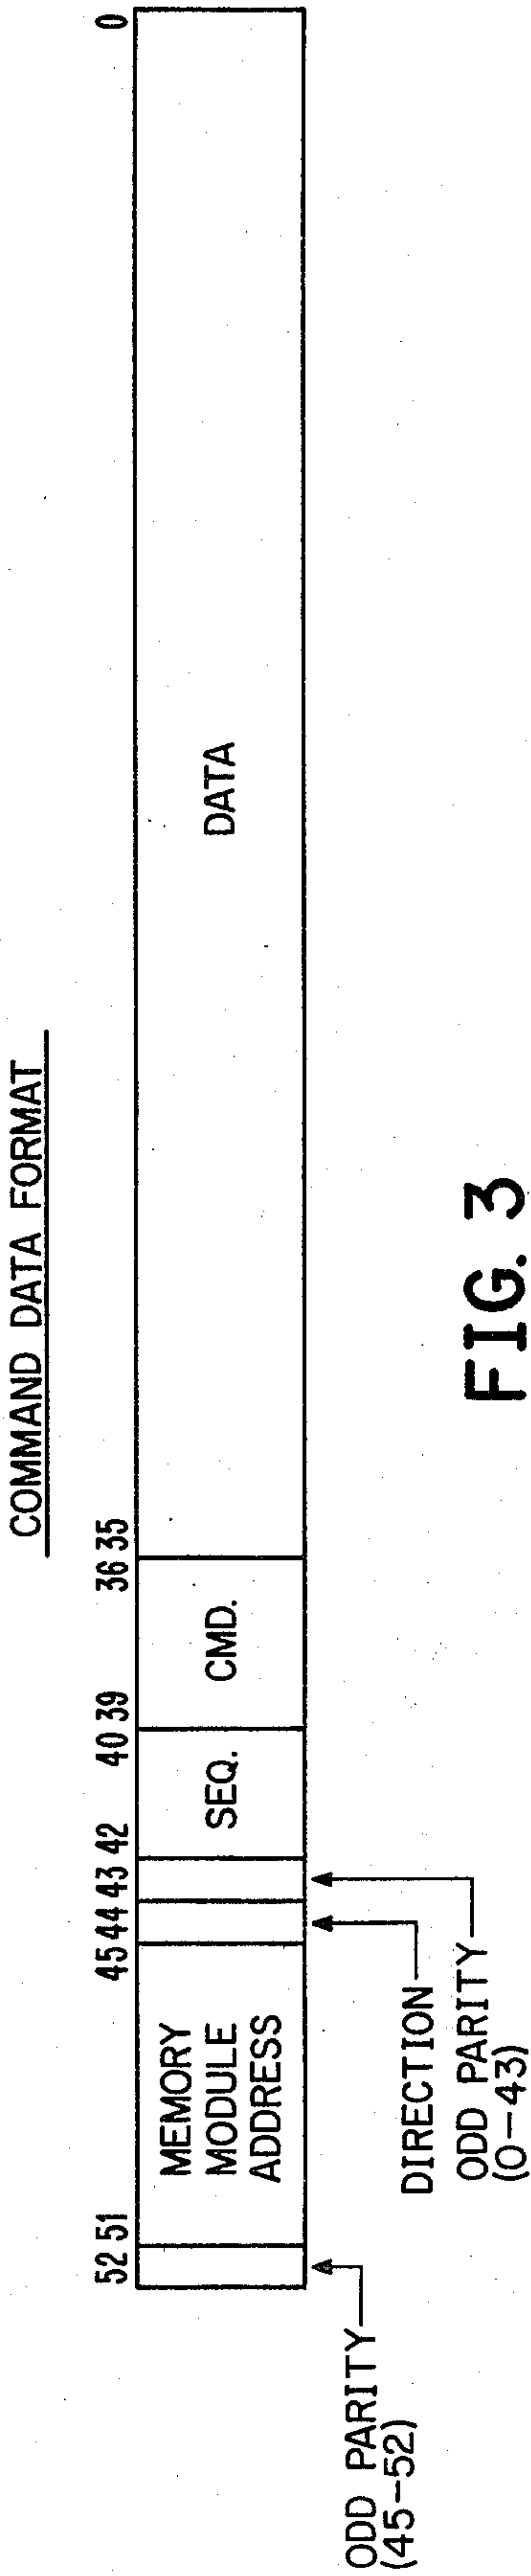 COMMAND DATA FORMAT
52 51 45 44 43 42 40 39 36 35 0
MEMORY
MODULE
ADDRESS
SEQ.
CMD.
DATA
ODD PARITY
(45-52)
DIRECTION
ODD PARITY
(0-43)
FIG. 3